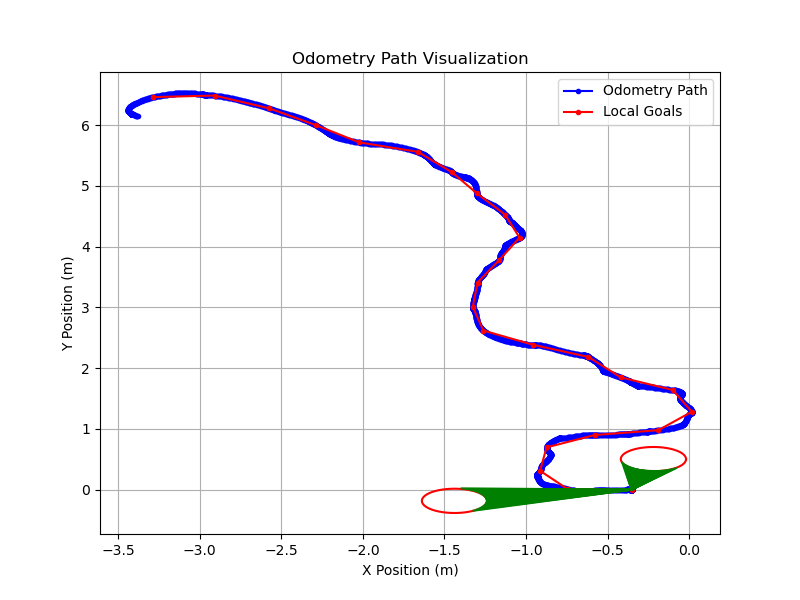 Odometry Path Visualization
Odometry Path
Local Goals
Y Position (m)
6
5
4
3
2
1
0
−3.5 −3.0 −2.5 −2.0 −1.5 −1.0 −0.5 0.0
X Position (m)